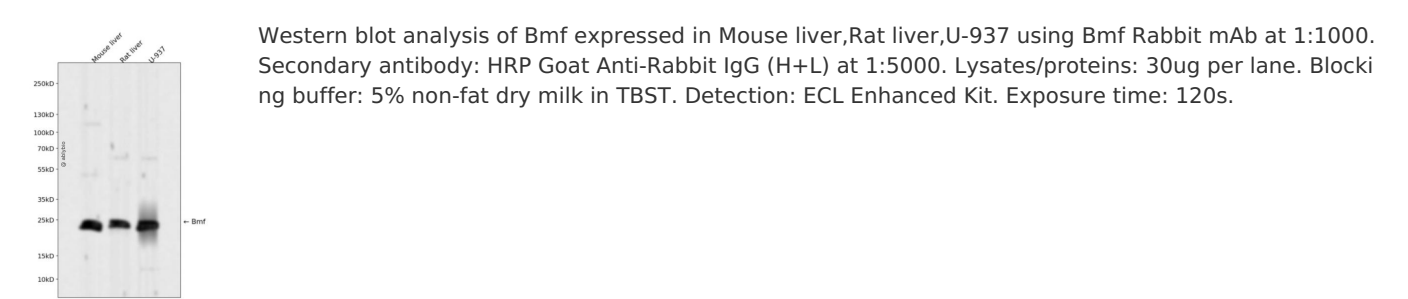 Mouse liver
Rat liver
U-937
250kD
130kD
100kD
70kD
55kD
35kD
25kD
15kD
10kD
@ ablybio
← Bmf
Western blot analysis of Bmf expressed in Mouse liver,Rat liver,U-937 using Bmf Rabbit mAb at 1:1000.
Secondary antibody: HRP Goat Anti-Rabbit IgG (H+L) at 1:5000. Lysates/proteins: 30ug per lane. Blocki
ng buffer: 5% non-fat dry milk in TBST. Detection: ECL Enhanced Kit. Exposure time: 120s.